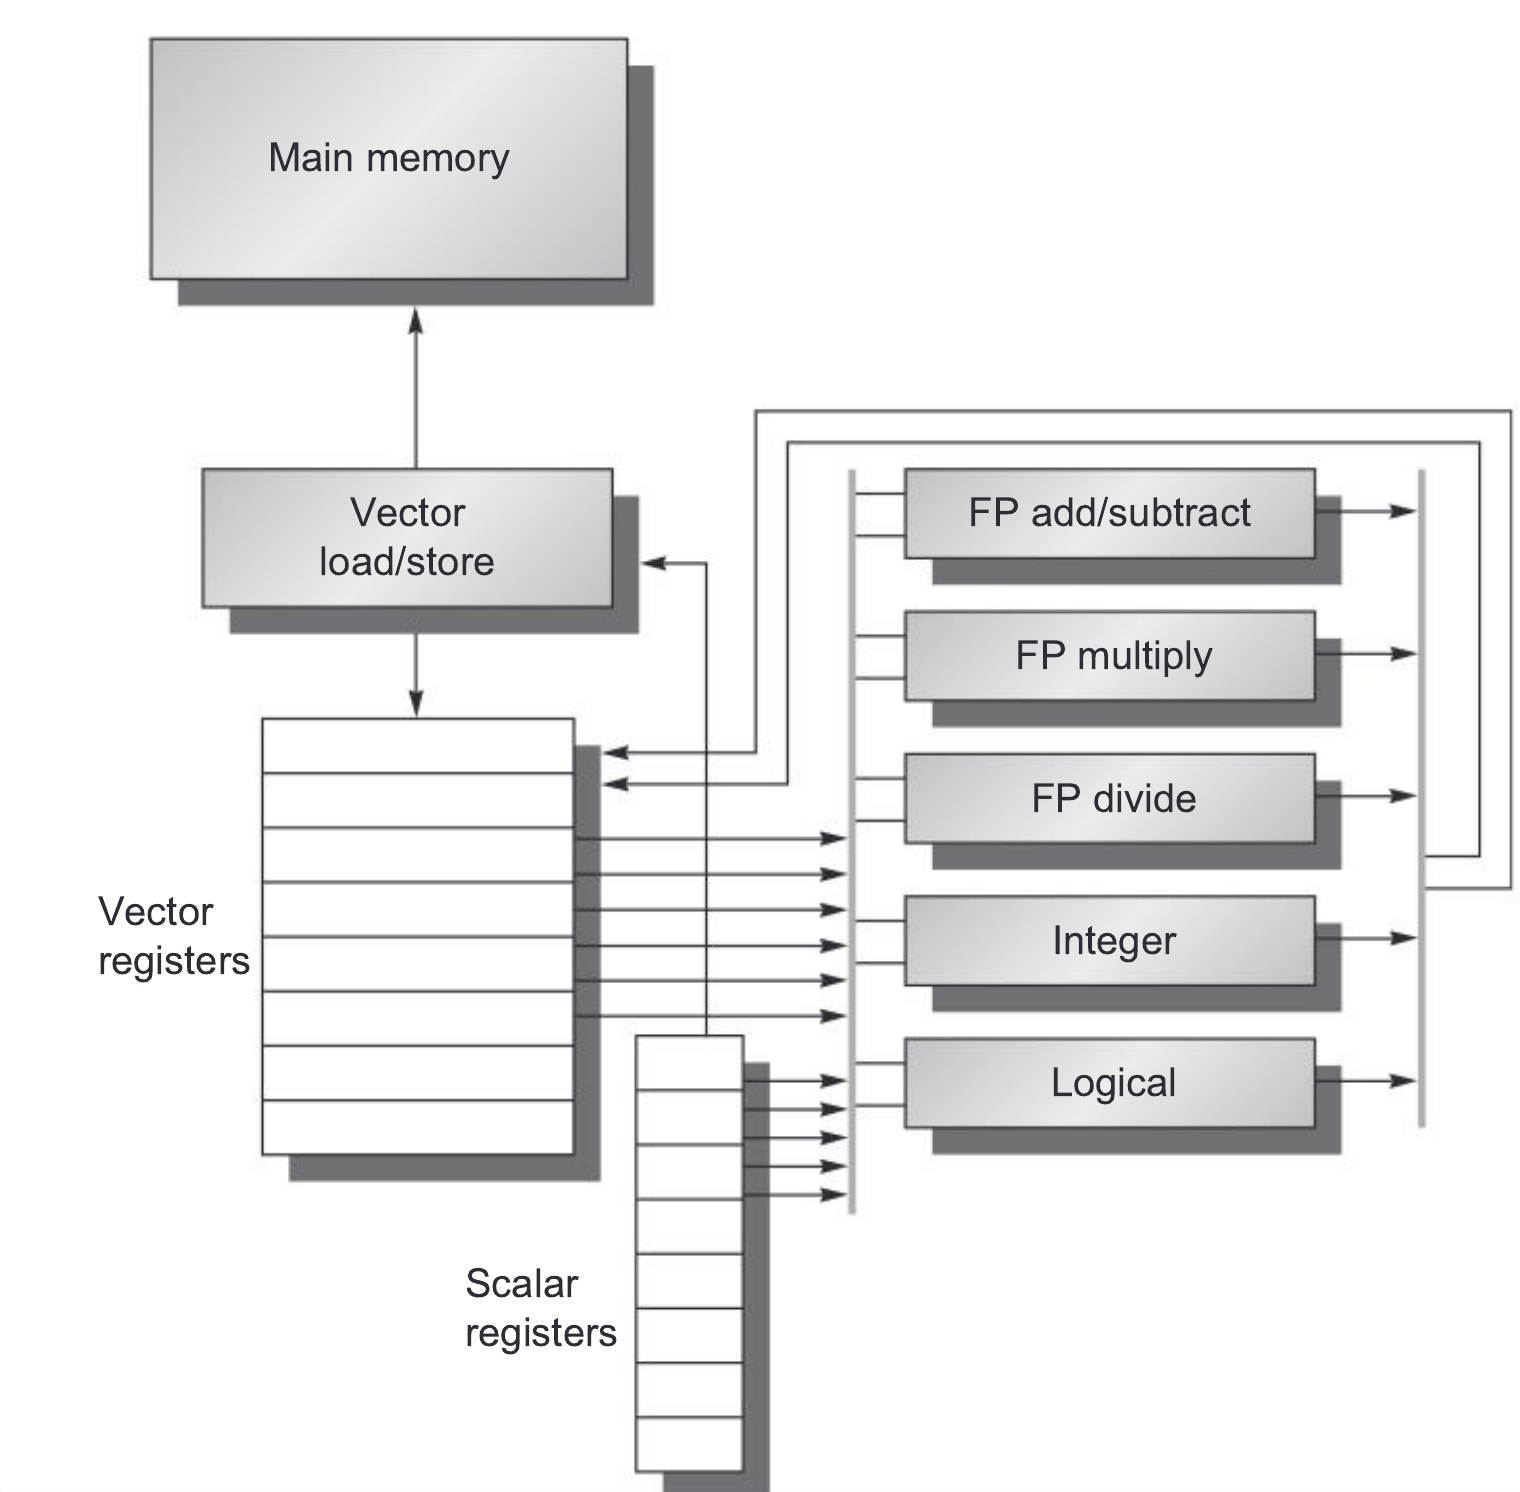 Main memory
Vector
load/store
FP add/subtract
FP multiply
FP divide
Integer
Logical
Vector
registers
Scalar
registers